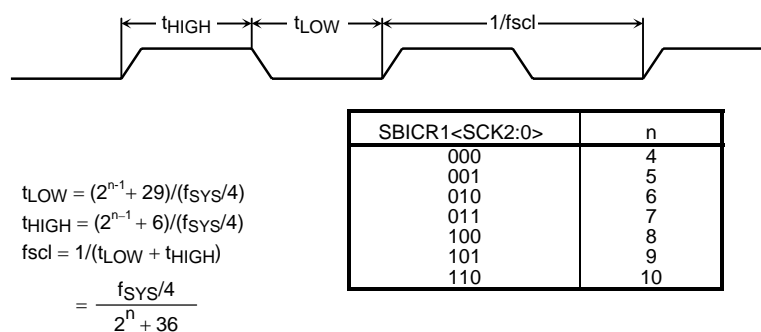 tHIGH tLOW 1/fscl
SBICR1<SCK2:0> n
000 4
001 5
010 6
011 7
100 8
101 9
110 10
tLOW = (2^n-1 + 29)/(fSYS/4)
tHIGH = (2^n−1 + 6)/(fSYS/4)
fscl = 1/(tLOW + tHIGH)
= fSYS/4
2^n + 36